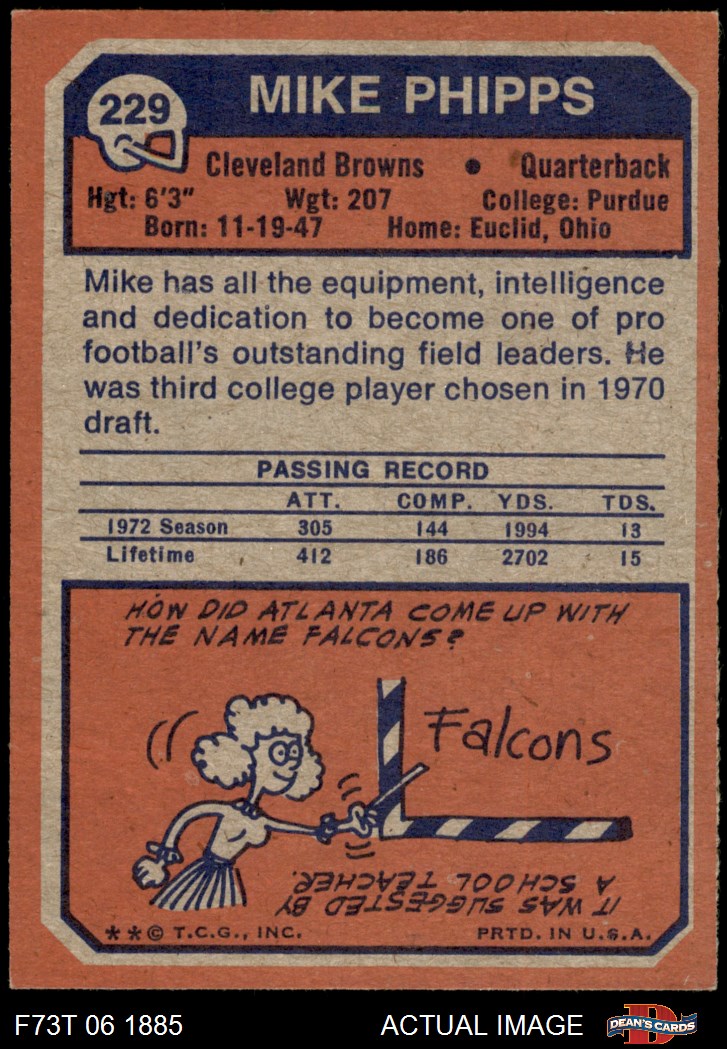 229
MIKE PHIPPS
Cleveland Browns • Quarterback
Hgt: 6'3" Wgt: 207 College: Purdue
Born: 11-19-47 Home: Euclid, Ohio
Mike has all the equipment, intelligence
and dedication to become one of pro
football's outstanding field leaders. He
was third college player chosen in 1970
draft.
PASSING RECORD
ATT. COMP. YDS. TDS.
1972 Season 305 144 1994 13
Lifetime 412 186 2702 15
HOW DID ATLANTA COME UP WITH
THE NAME FALCONS?
Falcons
IT WAS SUGGESTED BY
A SCHOOL TEACHER.
**© T.C.G., INC. PRTD. IN U.S.A.
F73T 06 1885 ACTUAL IMAGE D DEAN'S CARDS